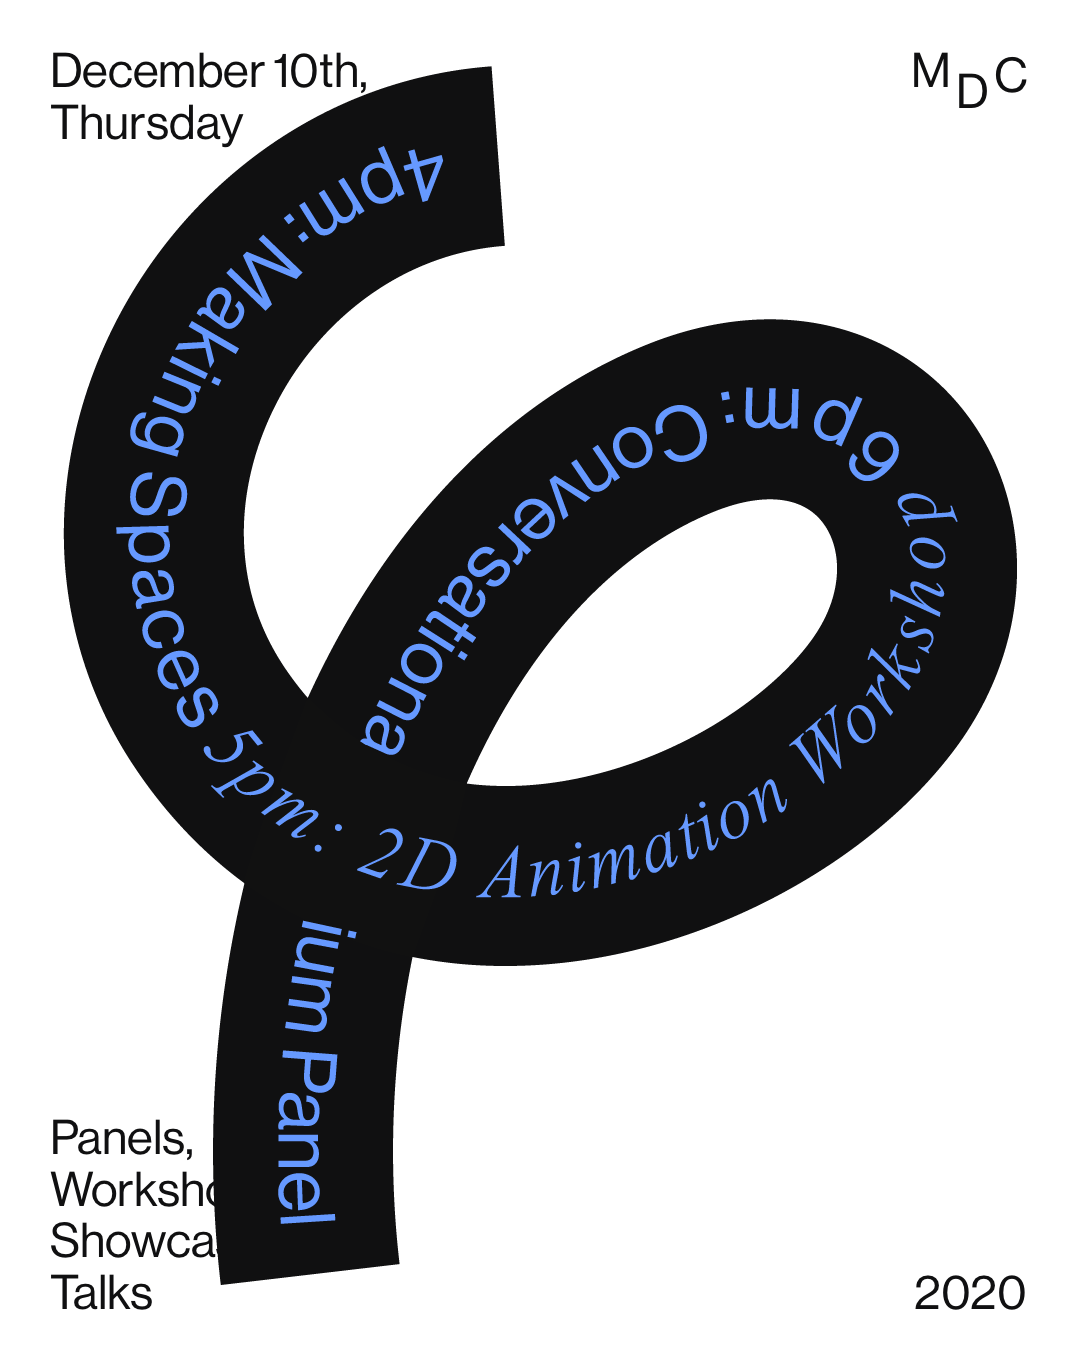 December 10th,
Thursday
MDC
4pm: Making Spaces
5pm: 2D Animation Workshop
6pm: Conversationa
ium Panel
Panels,
Worksho
Showca
Talks
2020